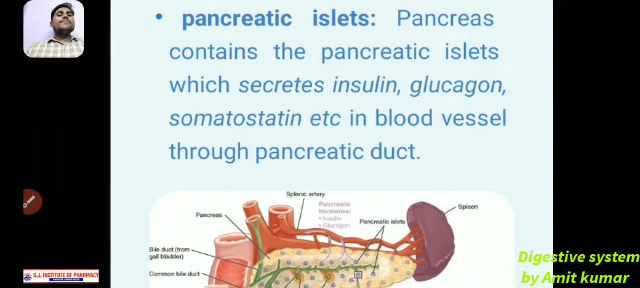 • pancreatic islets: Pancreas
contains the pancreatic islets
which secretes insulin, glucagon,
somatostatin etc in blood vessel
through pancreatic duct.
Splenic artery
Pancreatic
hormones:
• Insulin
• Glucagon
Spleen
Pancreas
Pancreatic islets
Bile duct (from
gall bladder)
Common bile duct
S.J. INSTITUTE OF PHARMACY
Digestive system
by Amit kumar